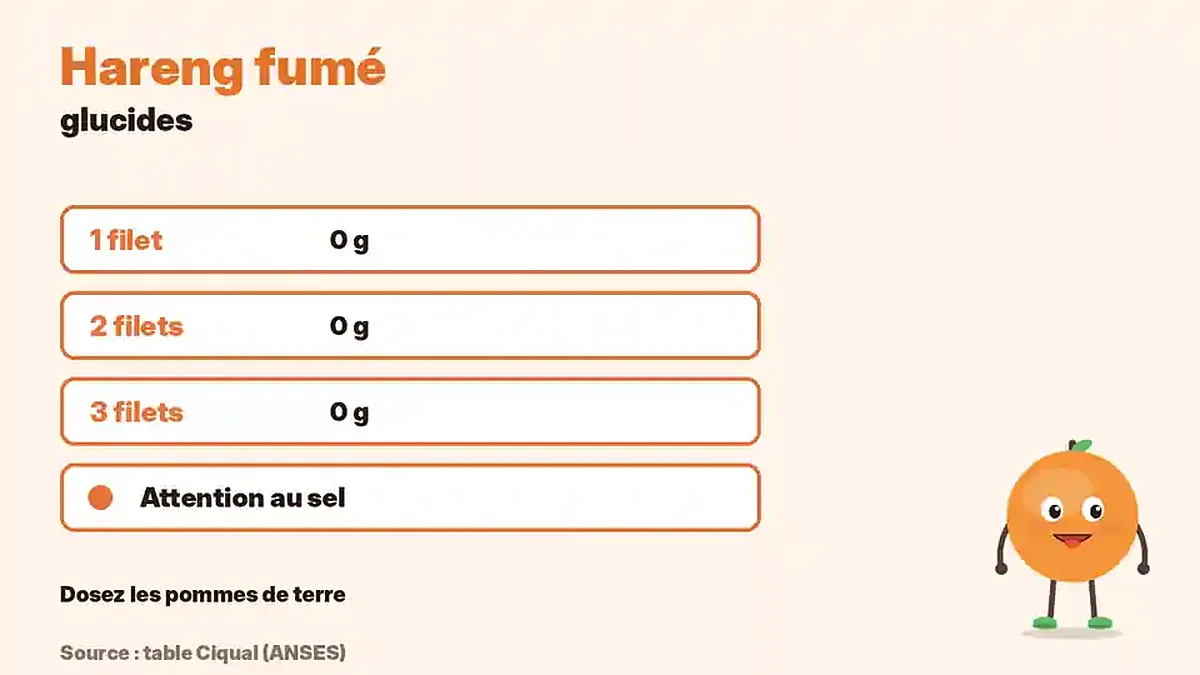 Hareng fumé
glucides
1 filet 0 g
2 filets 0 g
3 filets 0 g
Attention au sel
Dosez les pommes de terre
Source : table Ciqual (ANSES)